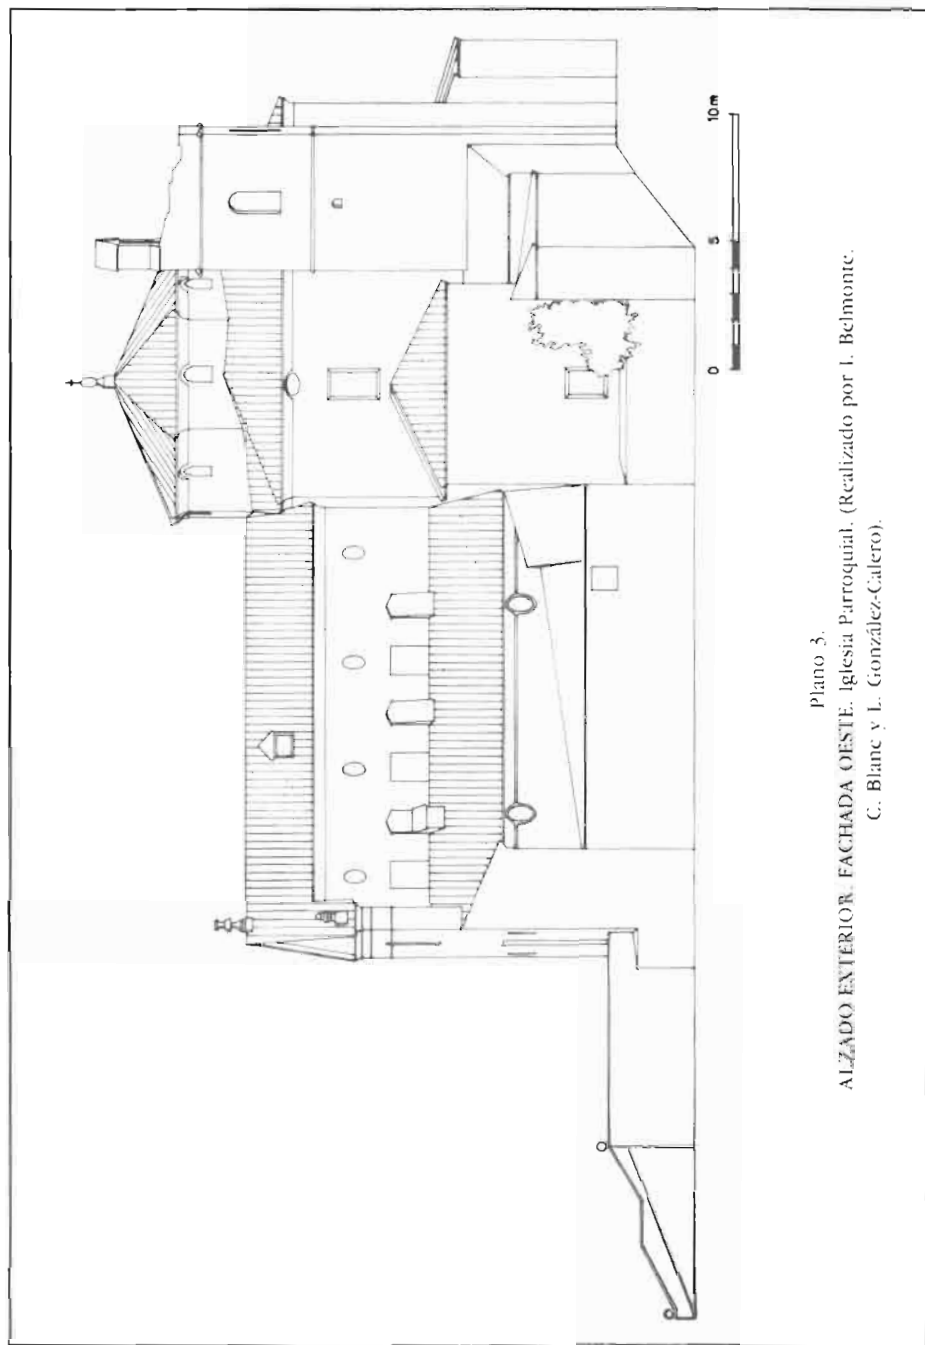 0 5 10m
Plano 3.
ALZADO EXTERIOR. FACHADA OESTE. Iglesia Parroquial. (Realizado por I. Belmonte.
C. Blanc y L. González-Calero).